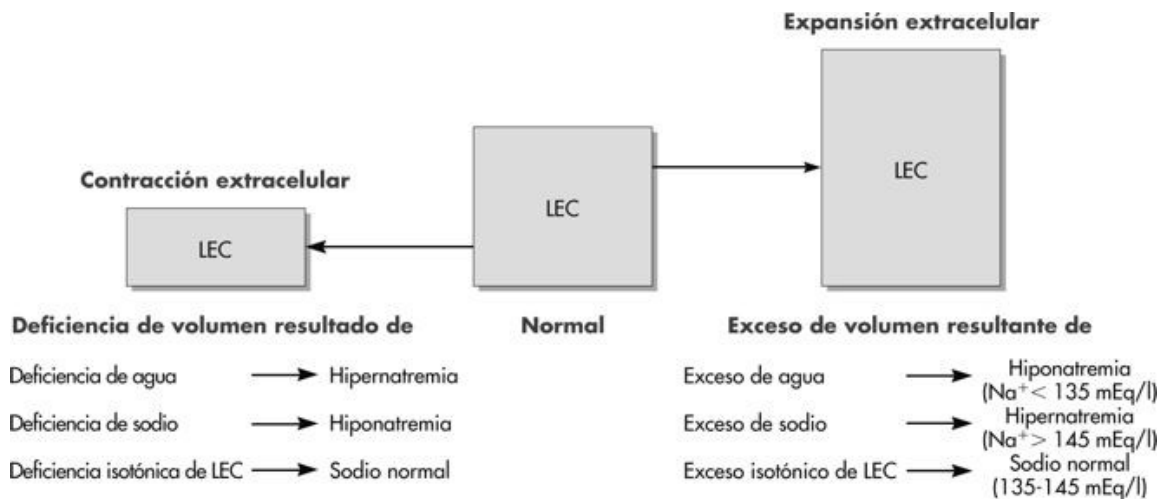 Expansión extracelular
LEC
Contracción extracelular
LEC
LEC
Deficiencia de volumen resultado de
Normal
Exceso de volumen resultante de
Deficiencia de agua
Hipernatremia
Deficiencia de sodio
Hiponatremia
Deficiencia isotónica de LEC
Sodio normal
Exceso de agua
Hiponatremia
(Na+ < 135 mEq/l)
Exceso de sodio
Hipernatremia
(Na+ > 145 mEq/l)
Exceso isotónico de LEC
Sodio normal
(135-145 mEq/l)